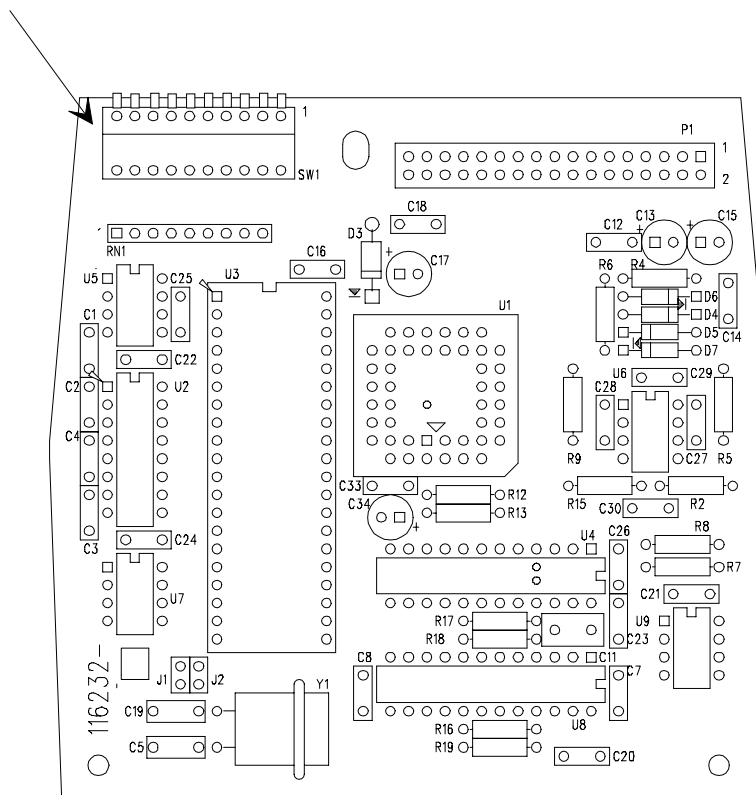 1
P1
1
2
SW1
RN1
D3
C18
C17
C12
C13
C15
U5
C25
U3
C16
R6
R4
D6
D4
D5
D7
C14
C1
C22
U1
C2
U2
C28
U6
C29
C4
R9
C27
R5
C33
R12
R15
R2
C34
R13
C30
C3
C24
U4
C26
R8
R7
U7
C21
R17
U9
R18
C23
116232-
J1
J2
C8
C11
C7
Y1
C19
R16
U8
C5
R19
C20